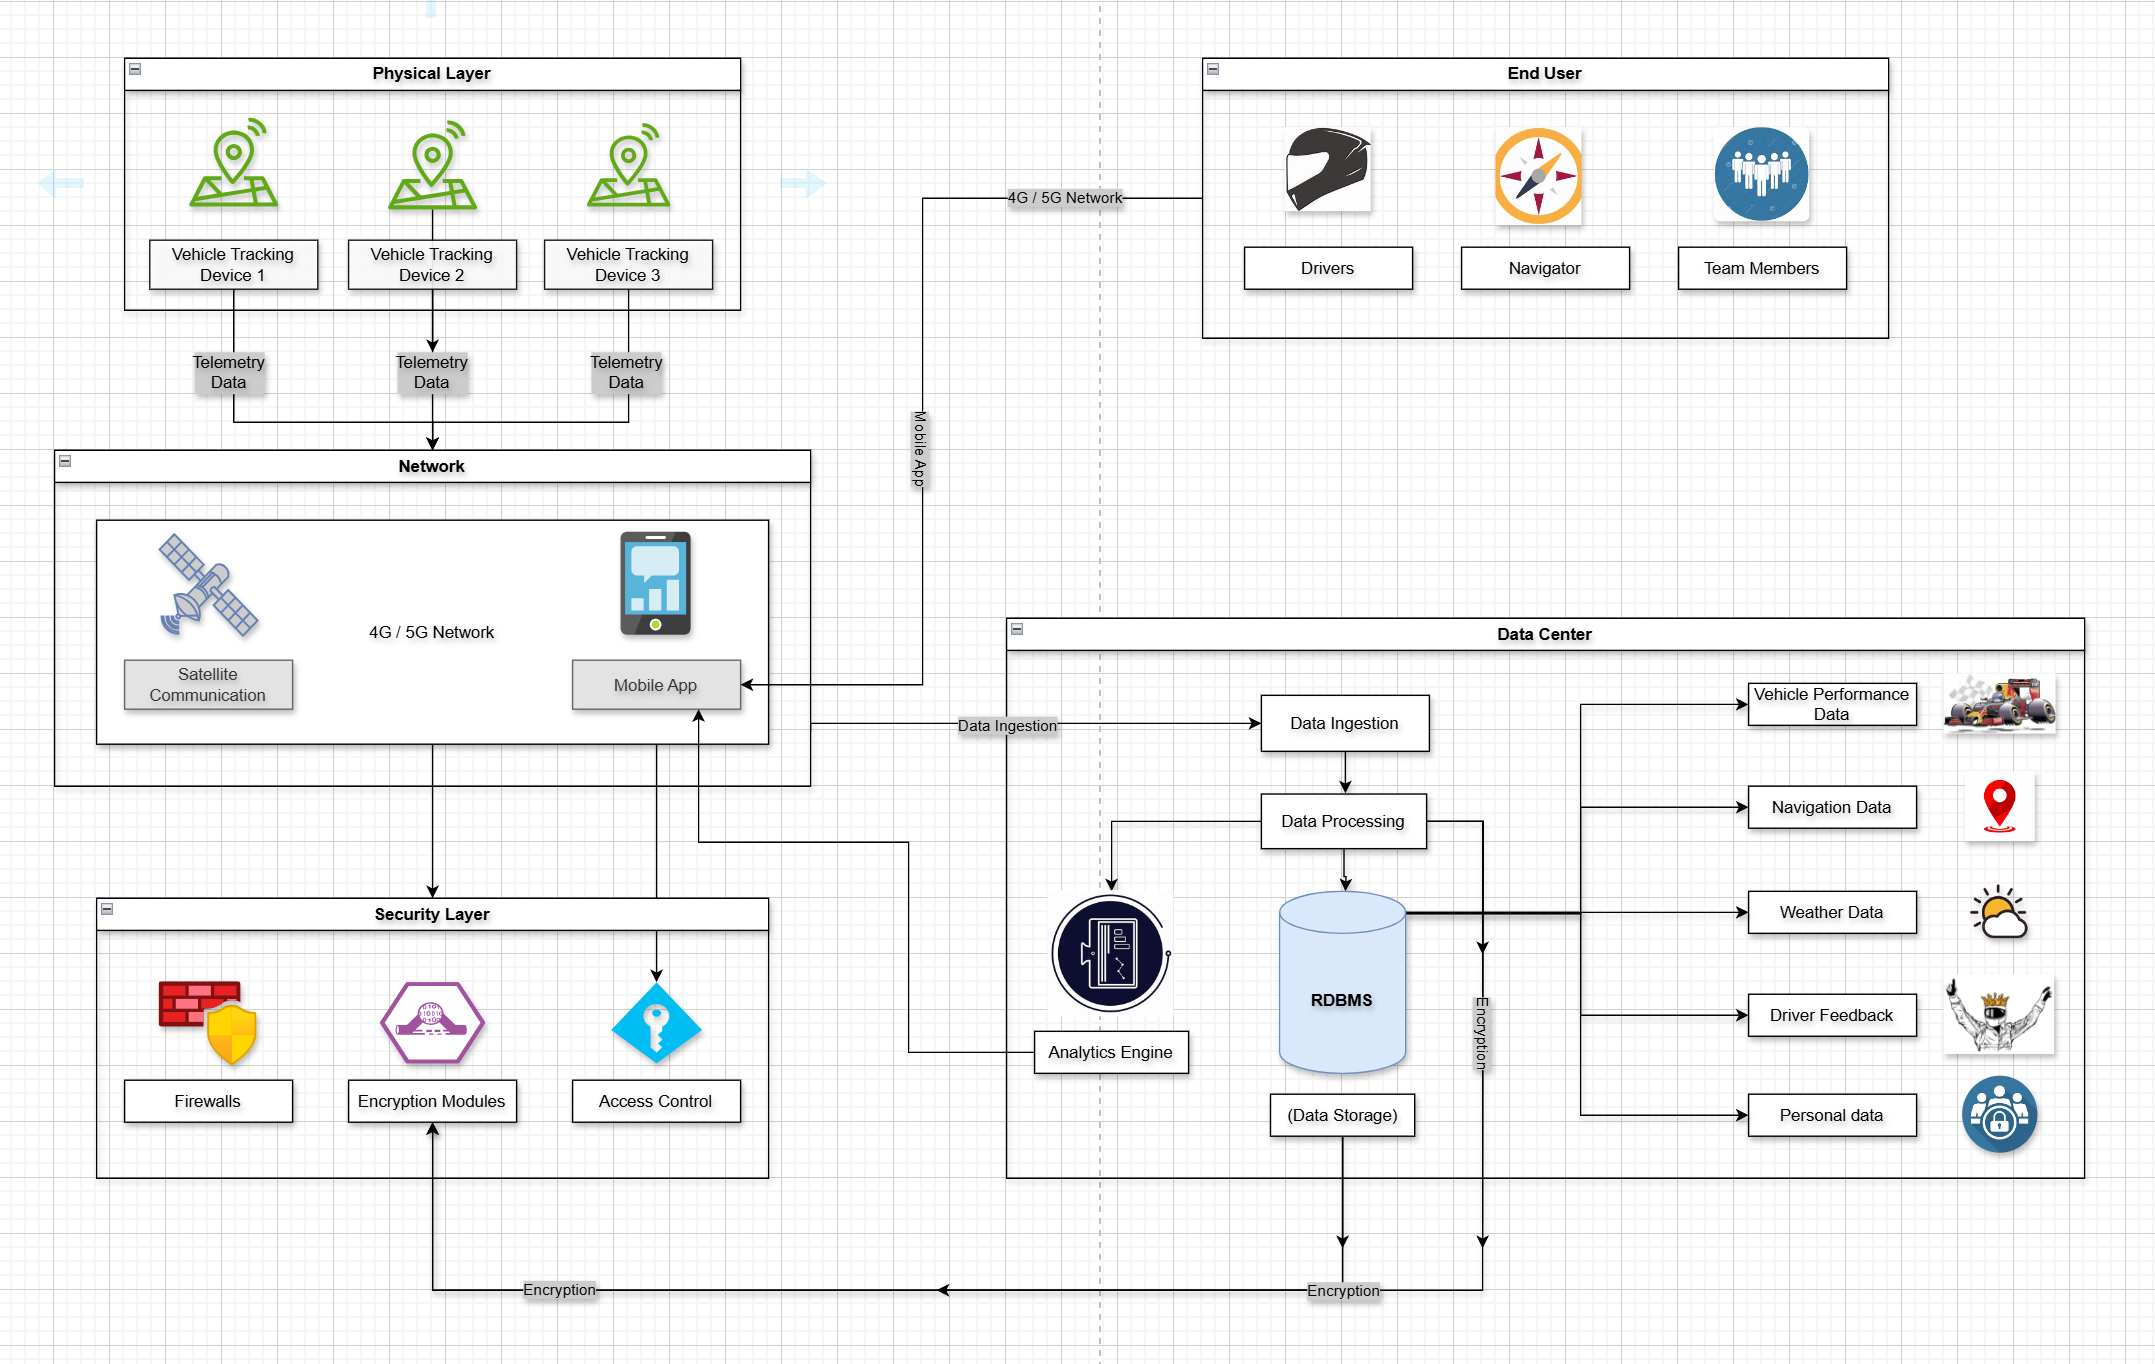 Physical Layer
Vehicle Tracking
Device 1
Vehicle Tracking
Device 2
Vehicle Tracking
Device 3
Telemetry
Data
Telemetry
Data
Telemetry
Data
End User
Drivers
Navigator
Team Members
4G / 5G Network
Mobile App
Network
4G / 5G Network
Satellite
Communication
Mobile App
Data Ingestion
Security Layer
Firewalls
Encryption Modules
Access Control
Data Center
Data Ingestion
Data Processing
Analytics Engine
RDBMS
(Data Storage)
Encryption
Vehicle Performance
Data
Navigation Data
Weather Data
Driver Feedback
Personal data
Encryption
Encryption